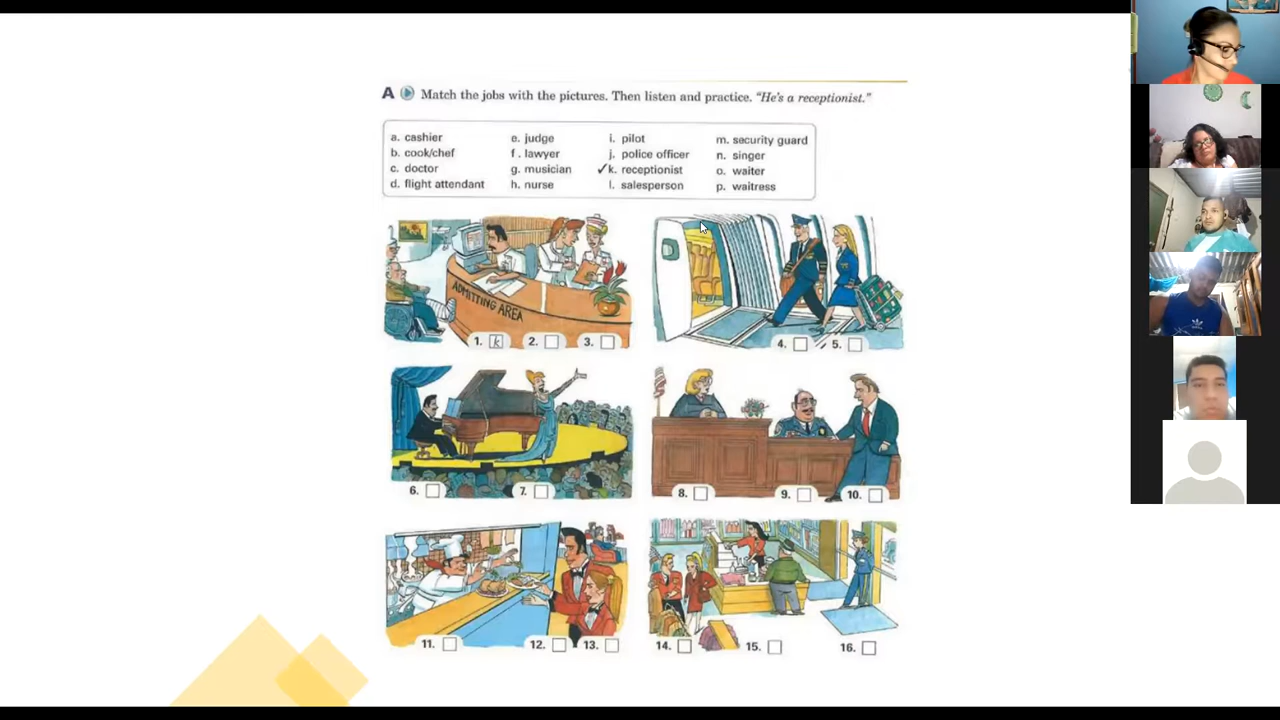 A Match the jobs with the pictures. Then listen and practice. "He's a receptionist."
a. cashier
b. cook/chef
c. doctor
d. flight attendant
e. judge
f. lawyer
g. musician
h. nurse
i. pilot
j. police officer
✓k. receptionist
l. salesperson
m. security guard
n. singer
o. waiter
p. waitress
ADMITTING AREA
1. k 2. 3.
4. 5.
6. 7.
8. 9. 10.
11. 12. 13.
14. 15. 16.